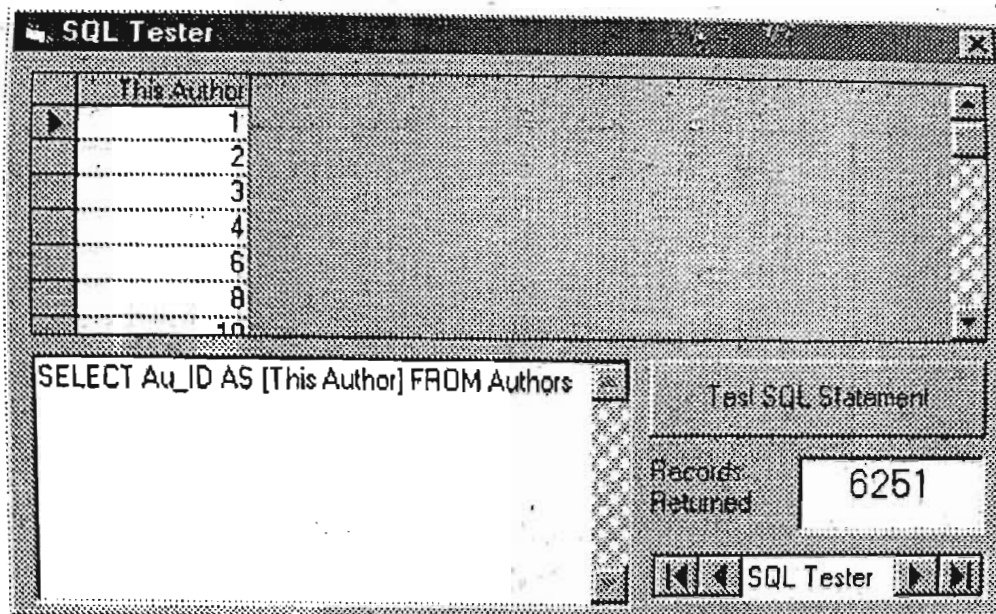 SQL Tester
This Author
1
2
3
4
6
8
10
SELECT Au_ID AS [This Author] FROM Authors
Test SQL Statement
Records
Returned
6251
SQL Tester